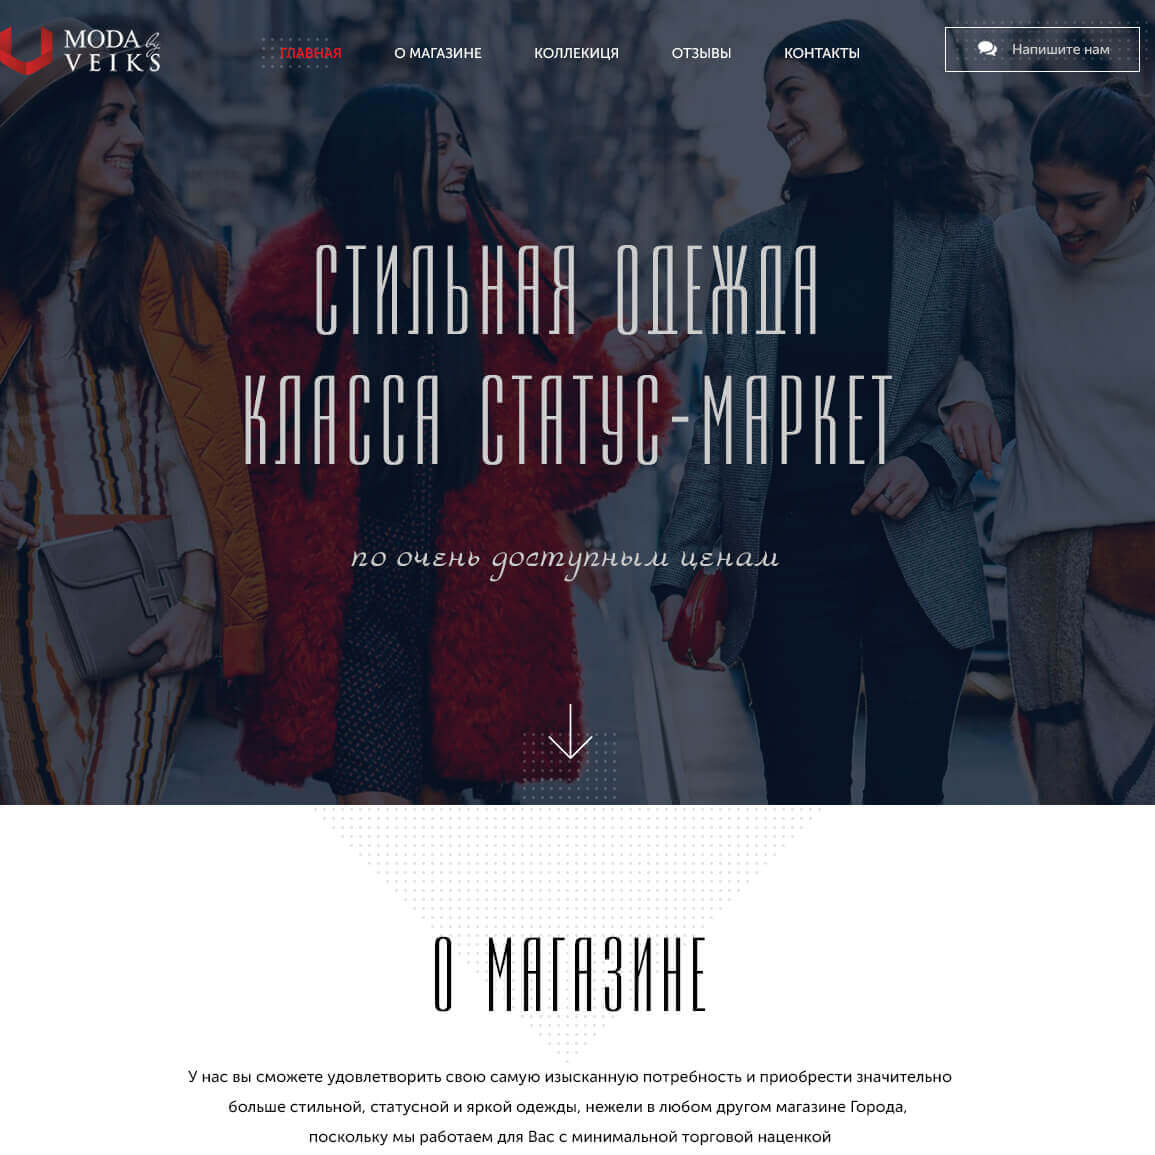 MODA by
VEIKS
ГЛАВНАЯ
О МАГАЗИНЕ
КОЛЛЕКИЦЯ
ОТЗЫВЫ
КОНТАКТЫ
Напишите нам
СТИЛЬНАЯ ОДЕЖДА
КЛАССА СТАТУС-МАРКЕТ
по очень доступным ценам
О МАГАЗИНЕ
У нас вы сможете удовлетворить свою самую изысканную потребность и приобрести значительно
больше стильной, статусной и яркой одежды, нежели в любом другом магазине Города,
поскольку мы работаем для Вас с минимальной торговой наценкой